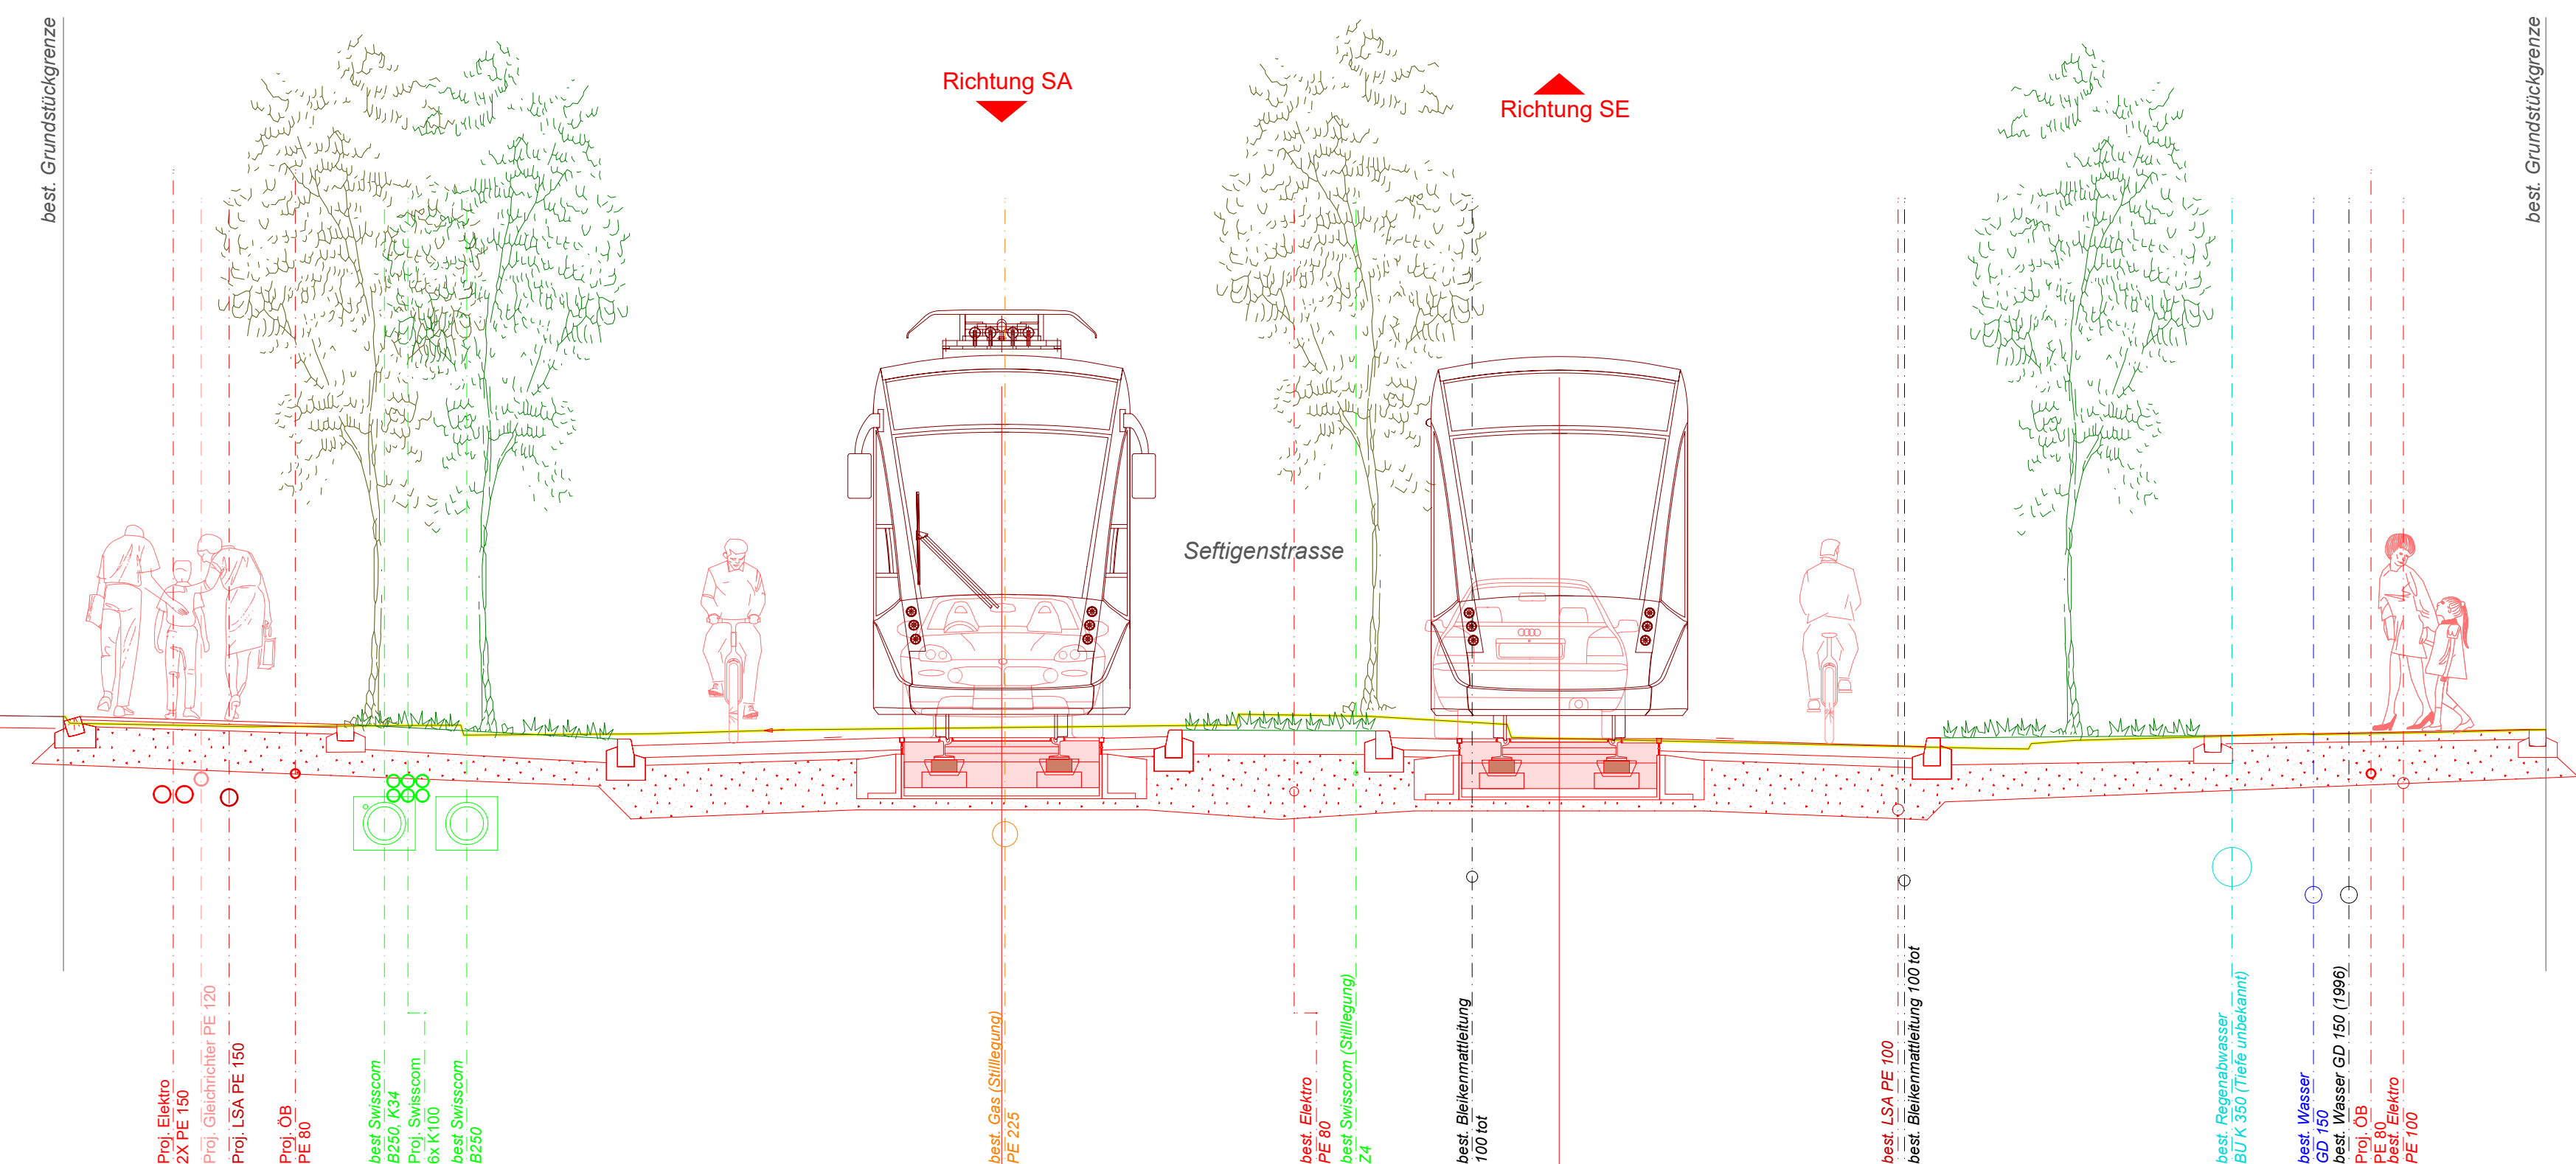 best. Grundstückgrenze
Richtung SA
Richtung SE
best. Grundstückgrenze
Seftigenstrasse
Proj. Elektro
2X PE 150
Proj. Gleichrichter PE 120
Proj. LSA PE 150
Proj. ÖB
PE 80
best Swisscom
B250, K34
Proj. Swisscom
6x K100
best Swisscom
B250
best. Gas (Stillegung)
PE 225
best. Elektro
PE 80
best Swisscom (Stilllegung)
Z4
best. Bleikenmattleitung
100 tot
best. LSA PE 100
best. Bleikenmattleitung 100 tot
best. Regenabwasser
BU K 350 (Tiefe unbekannt)
best. Wasser
GD 150
best. Wasser GD 150 (1996)
Proj. ÖB
PE 80
best. Elektro
PE 100